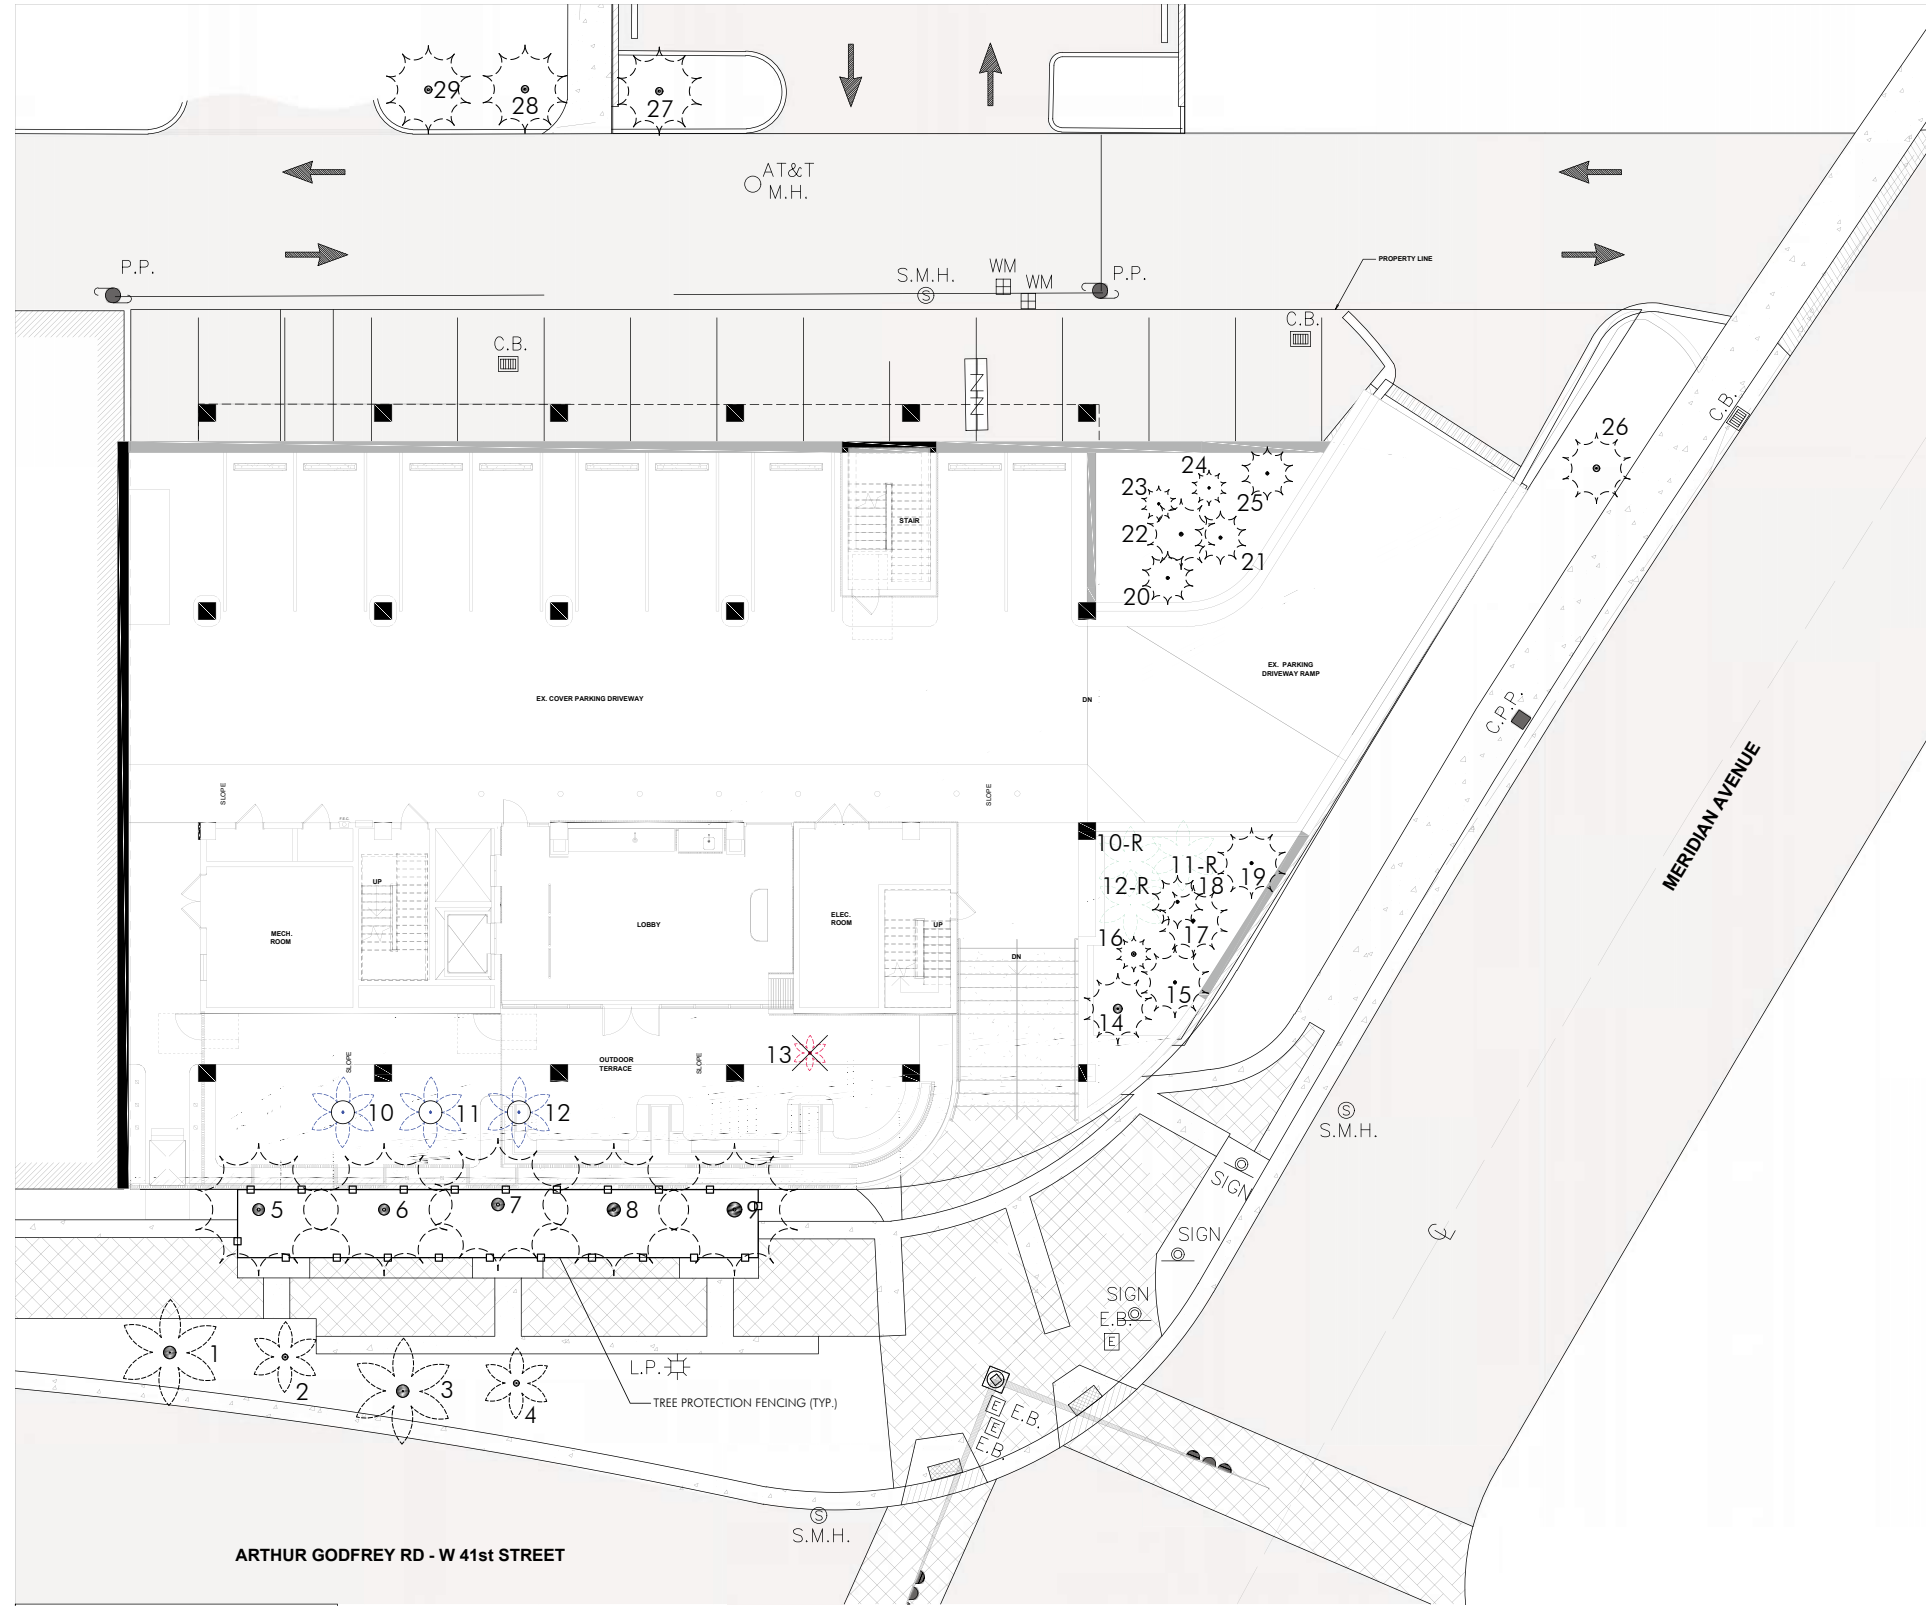 29
28
27
AT&T
M.H.
P.P.
S.M.H.
S
WM
WM
P.P.
PROPERTY LINE
C.B.
C.B.
C.B.
26
24
23
25
22
21
20
STAIR
EX. PARKING
DRIVEWAY RAMP
EX. COVER PARKING DRIVEWAY
DN
C.P.P.
MERIDIAN AVENUE
SLOPE
SLOPE
10-R
11-R
12-R
18
19
UP
MECH.
ROOM
LOBBY
ELEC.
ROOM
UP
DN
16
17
15
14
13
OUTDOOR
TERRACE
SLOPE
SLOPE
10
11
12
S
S.M.H.
SIGN
5
6
7
8
9
SIGN
SIGN
E.B.
E
1
2
3
4
L.P.
TREE PROTECTION FENCING (TYP.)
E
E.B.
E
E.B.
S
S.M.H.
ARTHUR GODFREY RD - W 41st STREET